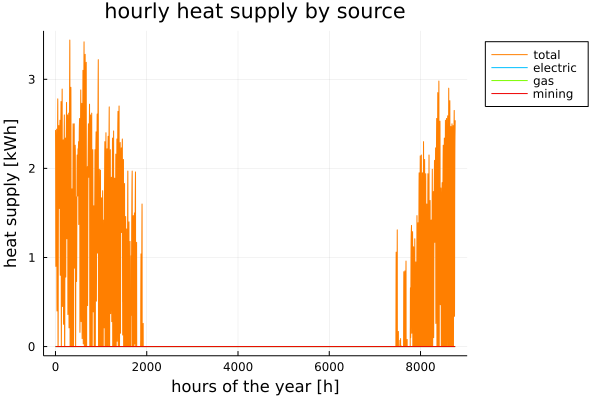 hourly heat supply by source
heat supply [kWh]
3
2
1
0
0
2000
4000
6000
8000
hours of the year [h]
total
electric
gas
mining